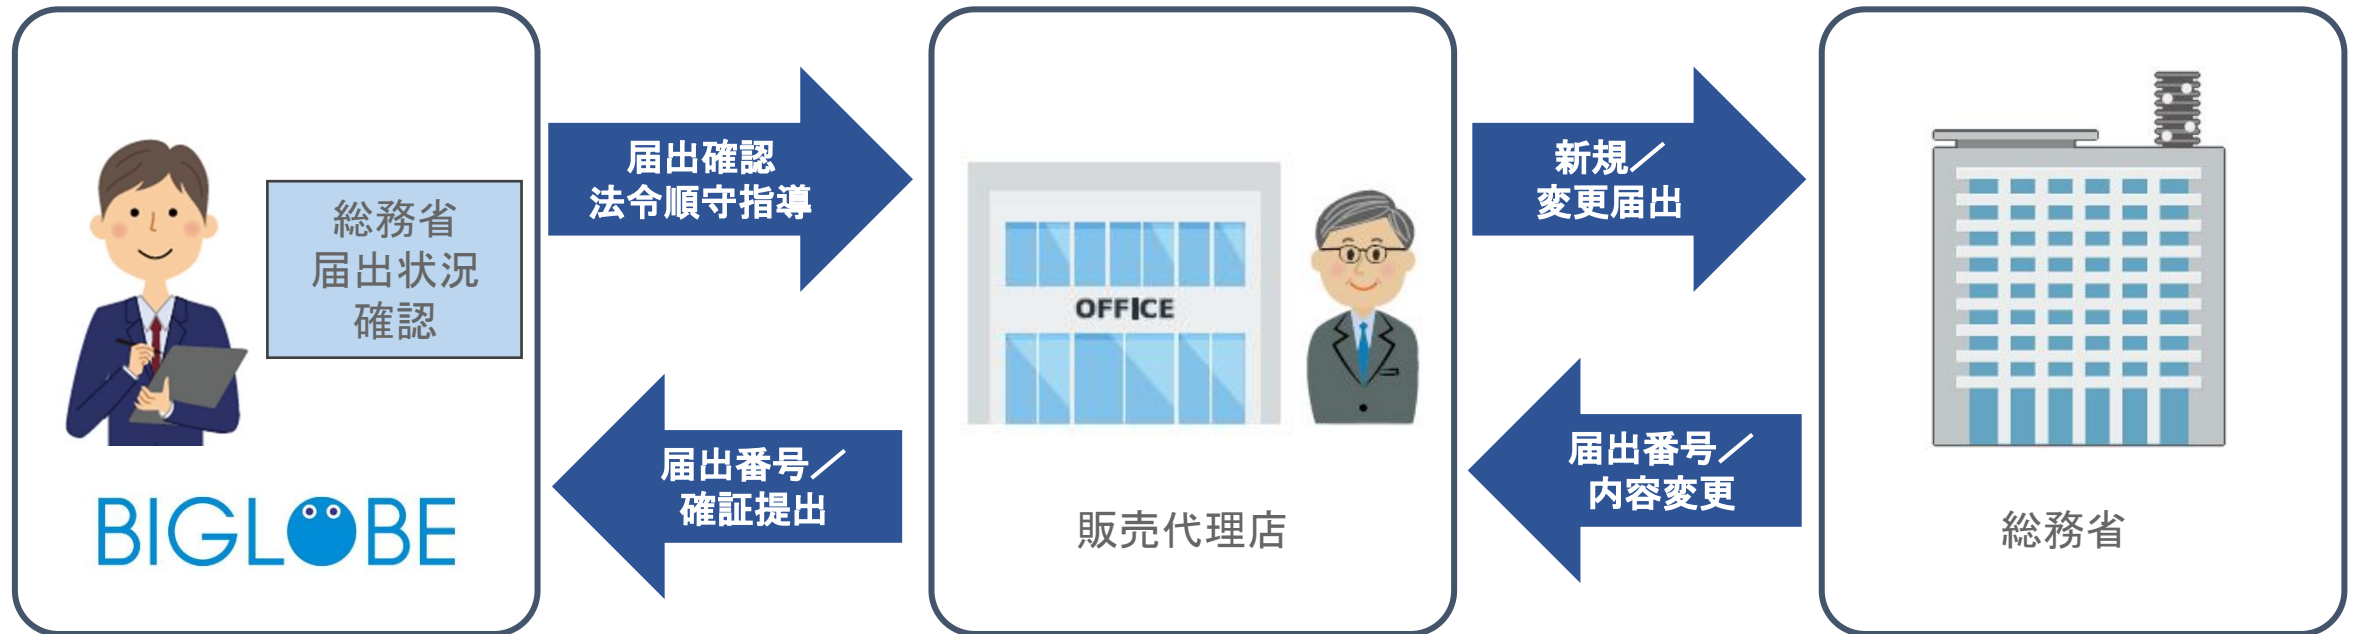 総務省
届出状況
確認
BIGLOBE
届出確認
法令順守指導
届出番号／
確証提出
OFFICE
販売代理店
新規／
変更届出
届出番号／
内容変更
総務省